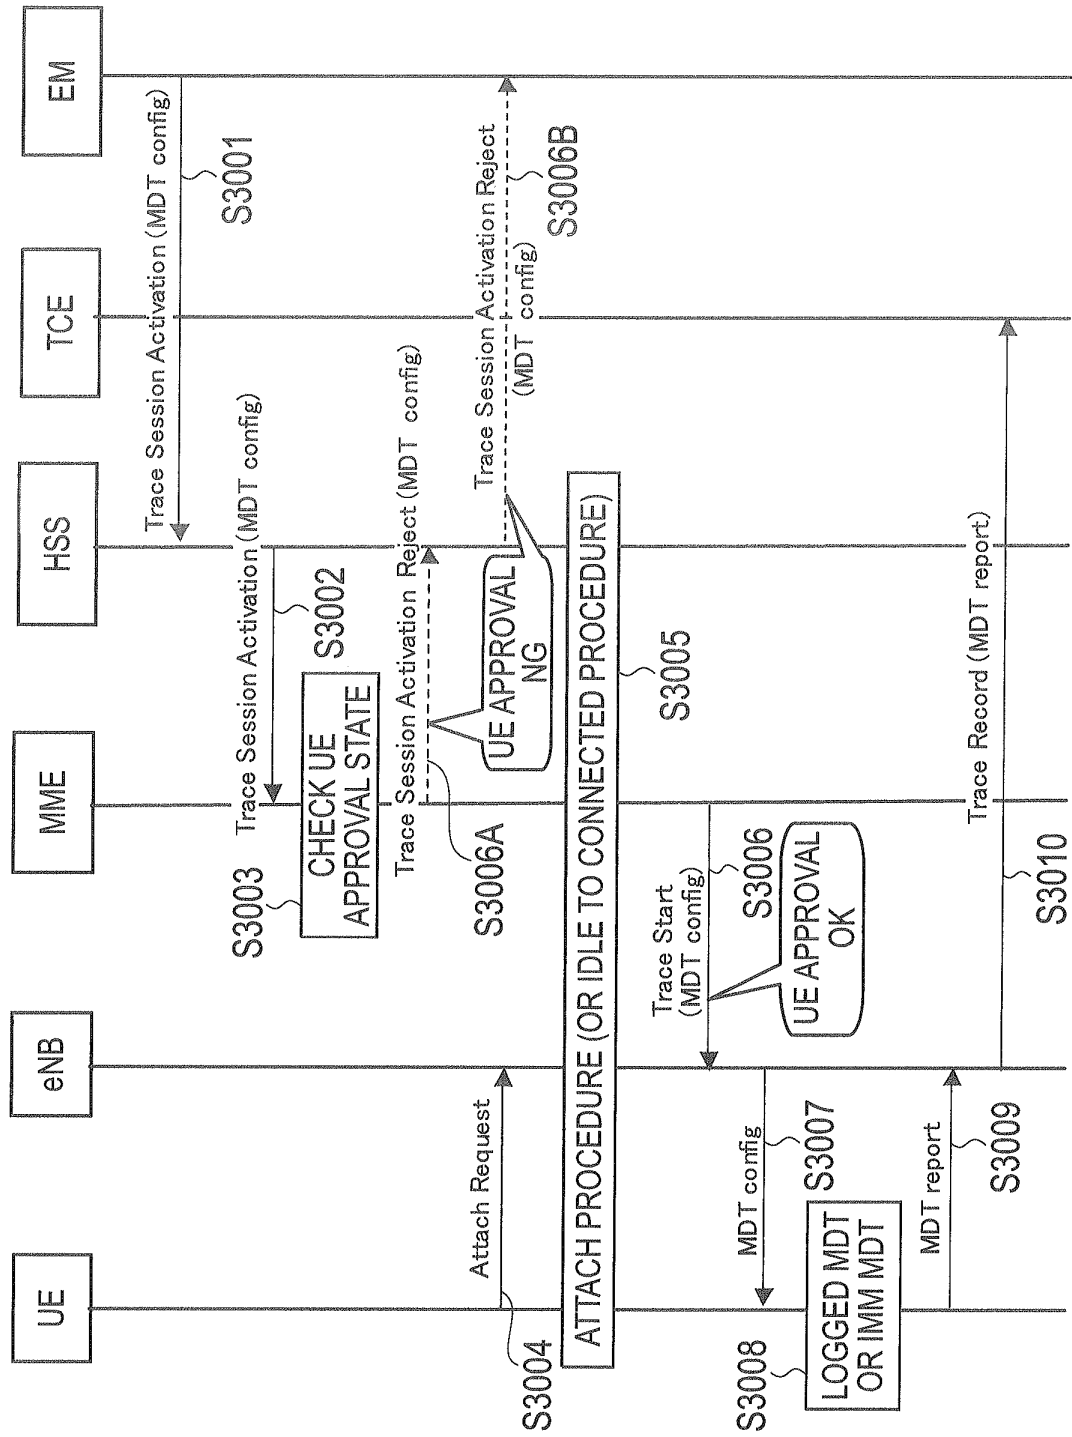 UE
eNB
MME
HSS
TCE
EM
Trace Session Activation (MDT config)
S3001
Trace Session Activation (MDT config)
S3002
S3003
CHECK UE
APPROVAL STATE
Trace Session Activation Reject (MDT config)
S3006A
UE APPROVAL
NG
Trace Session Activation Reject
(MDT config)
S3006B
Attach Request
S3004
ATTACH PROCEDURE (OR IDLE TO CONNECTED PROCEDURE)
S3005
Trace Start
(MDT config)
S3006
UE APPROVAL
OK
MDT config
S3007
S3008
LOGGED MDT
OR IMM MDT
MDT report
S3009
Trace Record (MDT report)
S3010